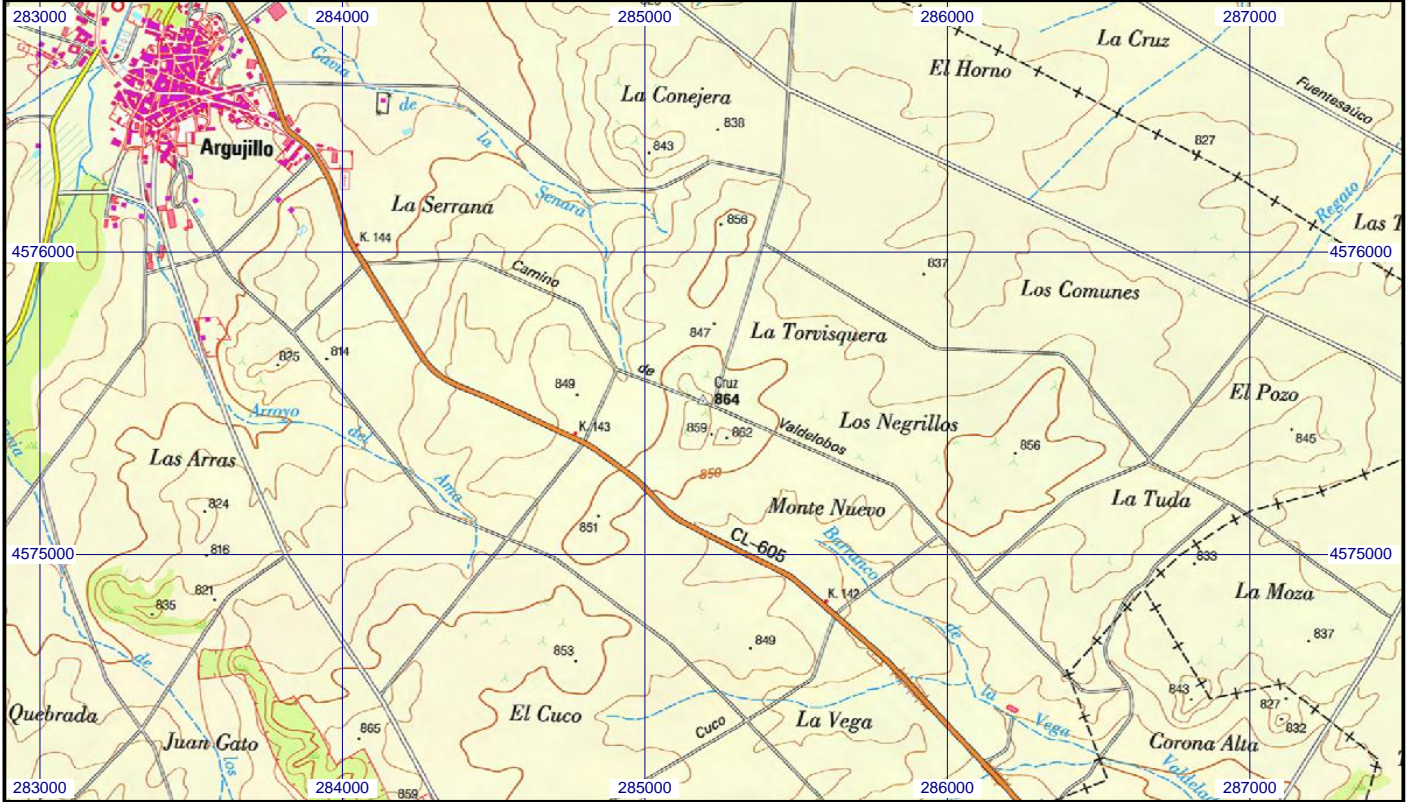 283000
284000
285000
286000
287000
La Cruz
El Horno
Fuentesaúco
Gavia
de
la
Senara
La Conejera
838
827
843
Argujillo
Regato
La Serrana
856
K. 144
4576000
4576000
Camino
837
Los Comunes
847
La Torvisquera
825
814
849
de
Cruz
864
El Pozo
Arroyo
del
Ama
K. 143
859
862
Valdelobos
Los Negrillos
856
845
Las Arras
850
824
La Tuda
Monte Nuevo
851
816
CL-605
Barranco
de
la
Vega
4575000
4575000
833
821
835
K. 142
La Moza
837
849
853
de
los
843
827
832
Quebrada
Juan Gato
865
El Cuco
Cuco
La Vega
Corona Alta
859
283000
284000
285000
286000
287000